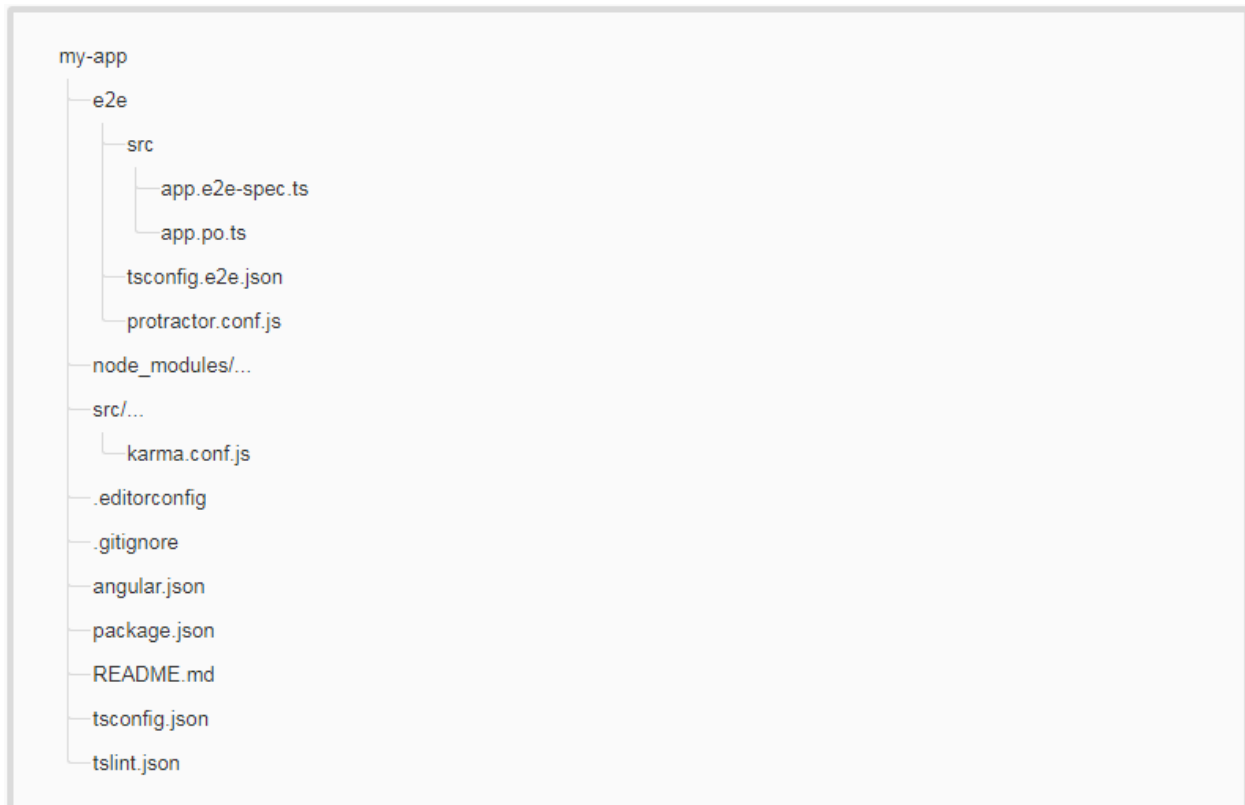 my-app
e2e
src
app.e2e-spec.ts
app.po.ts
tsconfig.e2e.json
protractor.conf.js
node_modules/...
src/...
karma.conf.js
.editorconfig
.gitignore
angular.json
package.json
README.md
tsconfig.json
tslint.json